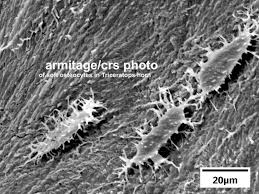 armitage/crs photo
of soft osteocytes in Triceratops horn
20µm